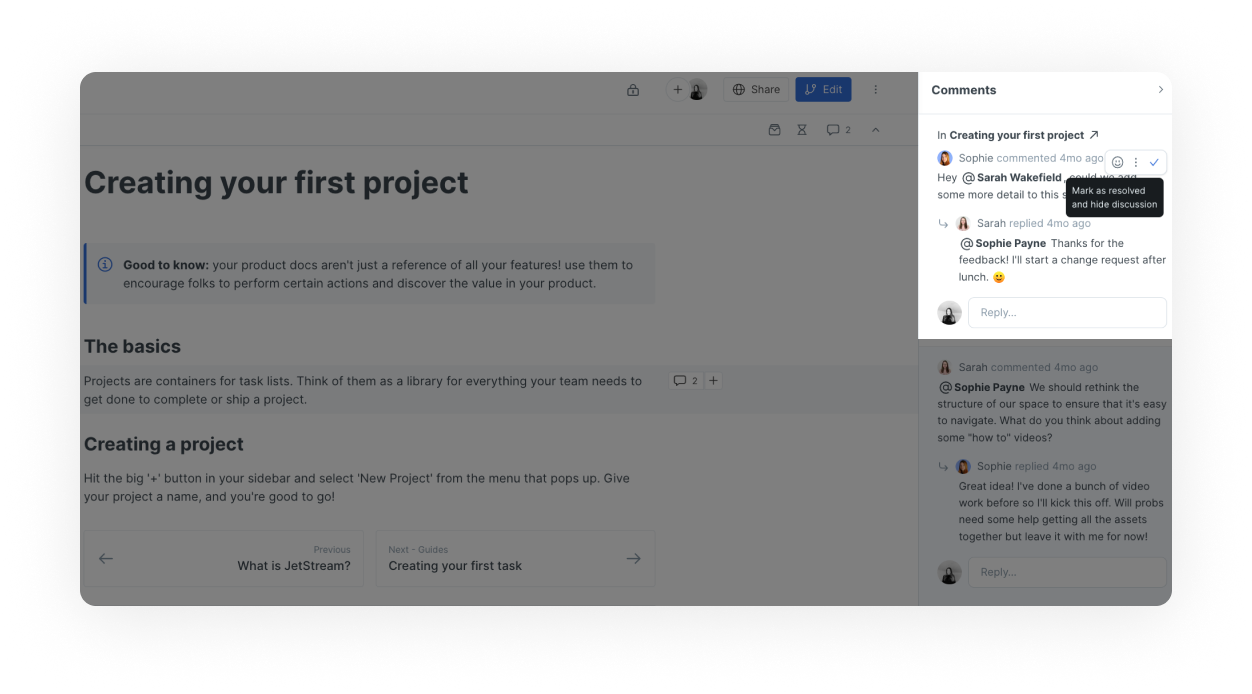 Share
Edit
2
Creating your first project
Good to know: your product docs aren't just a reference of all your features! use them to
encourage folks to perform certain actions and discover the value in your product.
The basics
Projects are containers for task lists. Think of them as a library for everything your team needs to
get done to complete or ship a project.
2
Creating a project
Hit the big '+' button in your sidebar and select 'New Project' from the menu that pops up. Give
your project a name, and you're good to go!
Previous
What is JetStream?
Next - Guides
Creating your first task
Comments
In Creating your first project
Sophie commented 4mo ago
Hey @Sarah Wakefield, could we add
some more detail to this
Mark as resolved
and hide discussion
Sarah replied 4mo ago
@Sophie Payne Thanks for the
feedback! I'll start a change request after
lunch. 😀
Reply...
Sarah commented 4mo ago
@Sophie Payne We should rethink the
structure of our space to ensure that it's easy
to navigate. What do you think about adding
some "how to" videos?
Sophie replied 4mo ago
Great idea! I've done a bunch of video
work before so I'll kick this off. Will probs
need some help getting all the assets
together but leave it with me for now!
Reply...